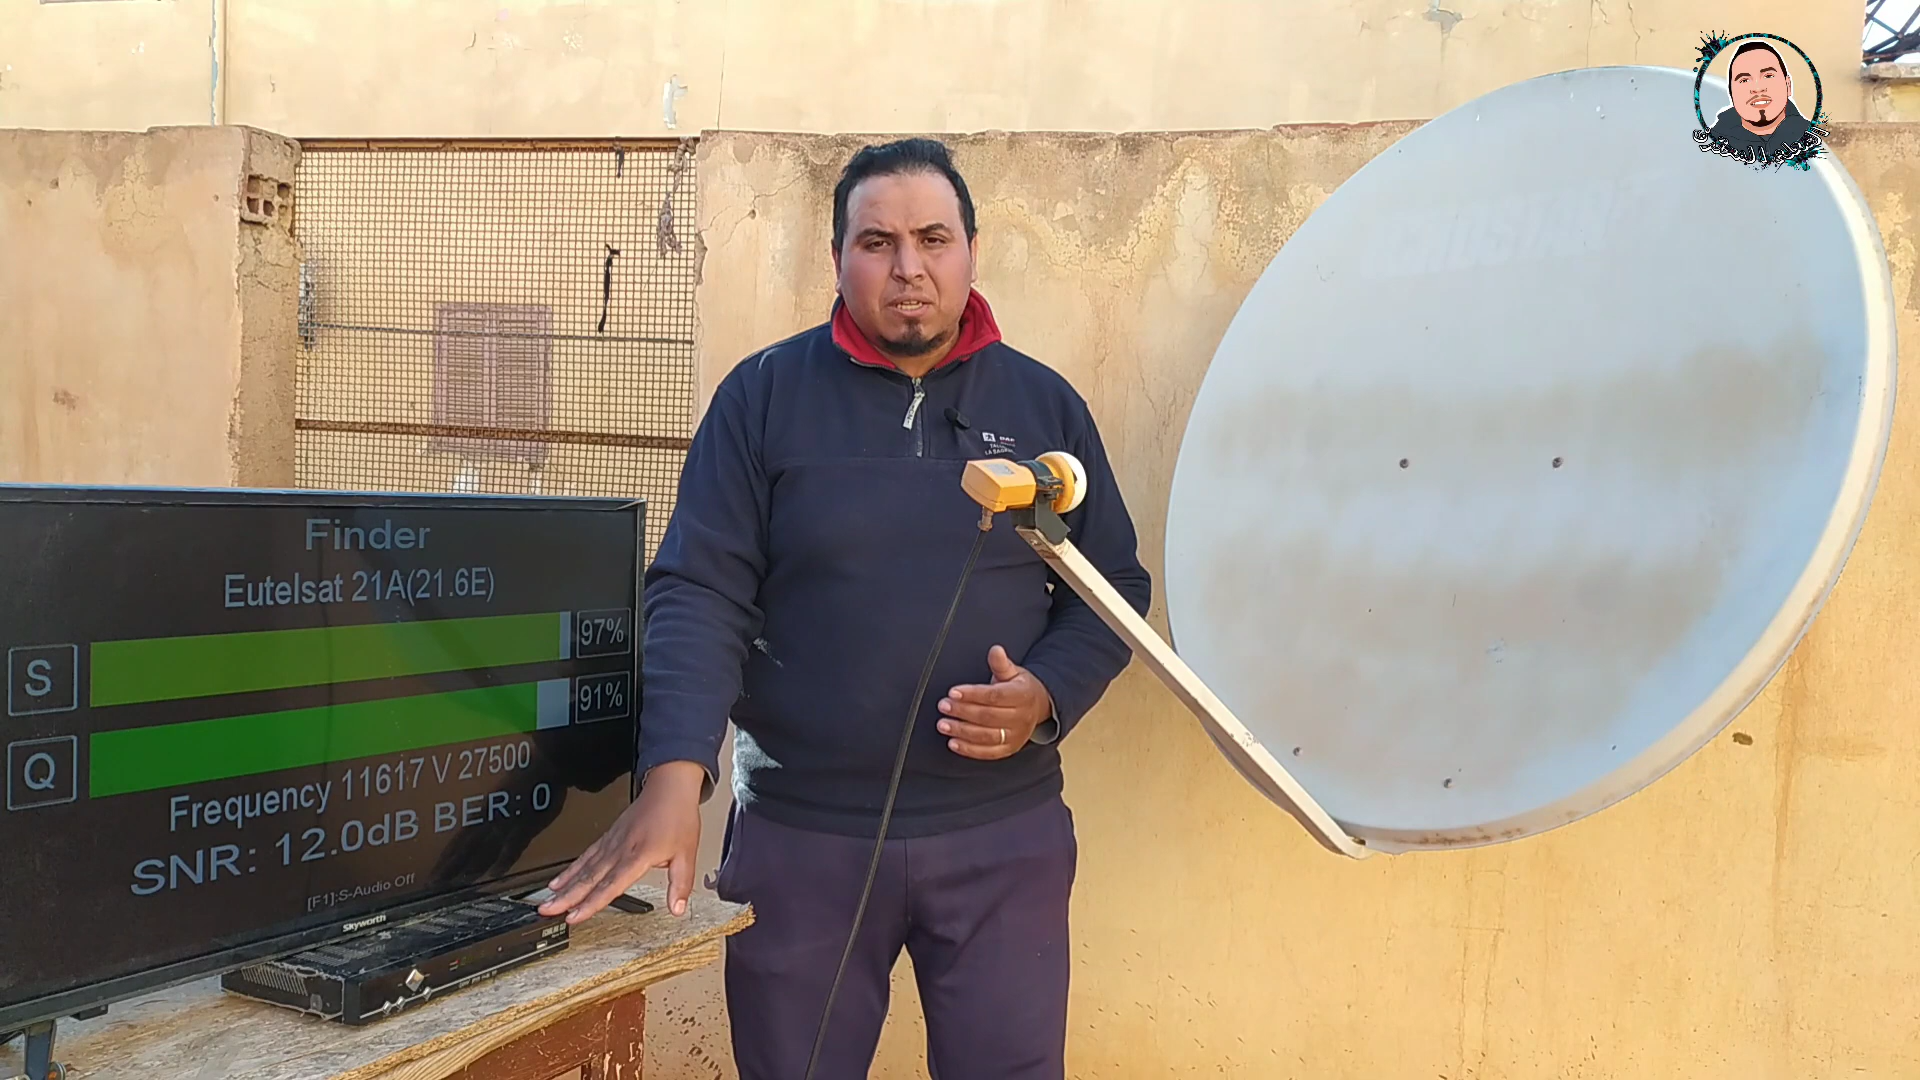 Finder
Eutelsat 21A(21.6E)
S
97%
Q
91%
Frequency 11617 V 27500
SNR: 12.0dB BER: 0
[F1]:S-Audio Off
Skyworth